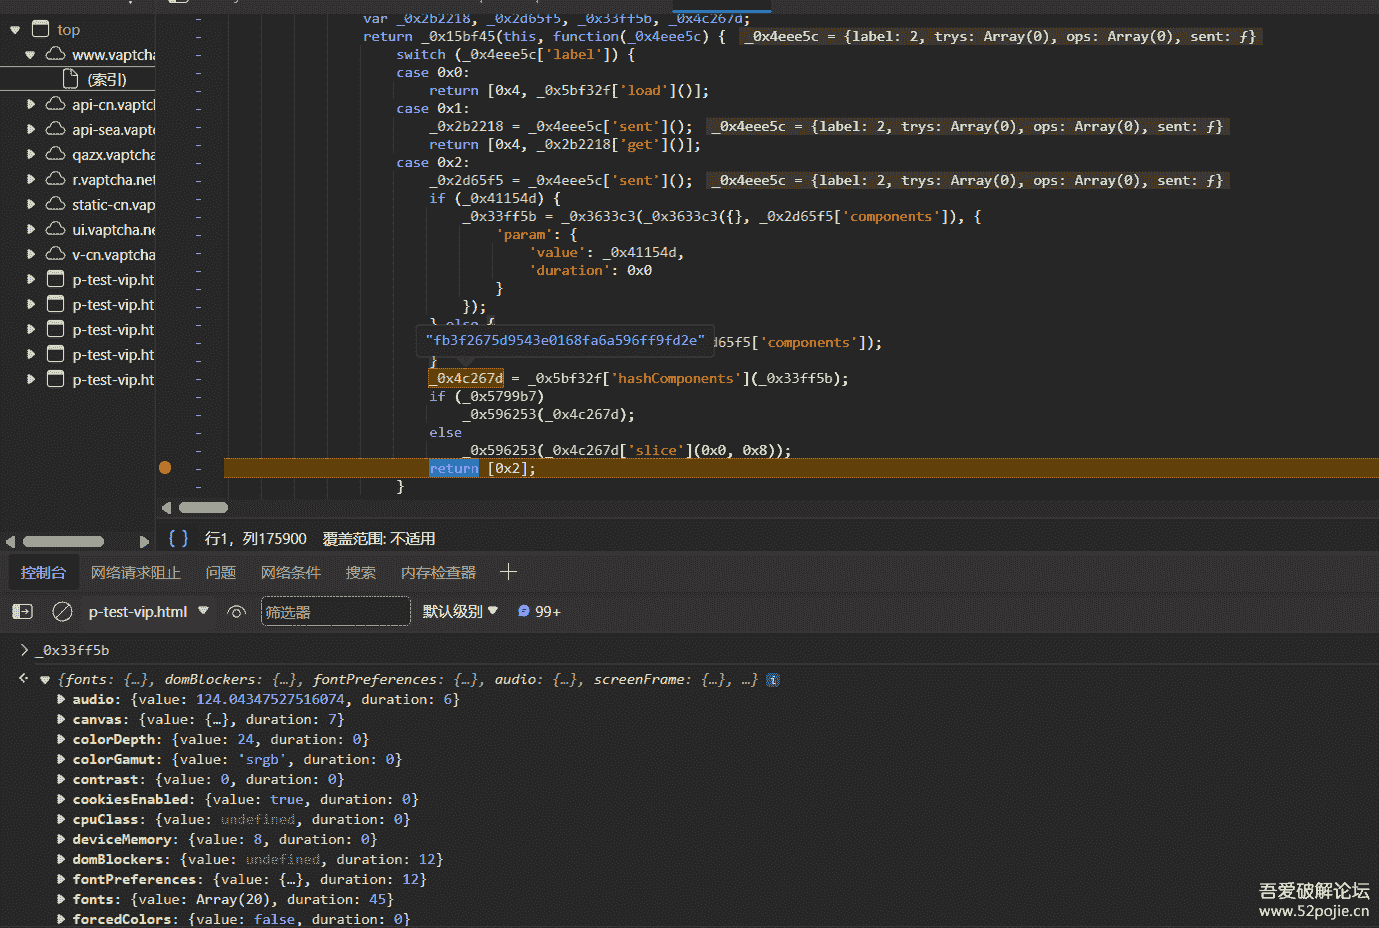 var _0x2b2218, _0x2d65f5, _0x33ff5b, _0x4c267d;
top
return _0x15bf45(this, function(_0x4eee5c) { _0x4eee5c = {label: 2, trys: Array(0), ops: Array(0), sent: ƒ}
www.vaptcha
switch (_0x4eee5c['label']) {
(索引)
case 0x0:
return [0x4, _0x5bf32f['load']()];
api-cn.vaptcl
case 0x1:
api-sea.vaptc
_0x2b2218 = _0x4eee5c['sent'](); _0x4eee5c = {label: 2, trys: Array(0), ops: Array(0), sent: ƒ}
return [0x4, _0x2b2218['get']()];
qazx.vaptcha
case 0x2:
r.vaptcha.net
_0x2d65f5 = _0x4eee5c['sent'](); _0x4eee5c = {label: 2, trys: Array(0), ops: Array(0), sent: ƒ}
if (_0x41154d) {
static-cn.vap
_0x33ff5b = _0x3633c3(_0x3633c3({}, _0x2d65f5['components']), {
ui.vaptcha.ne
'param': {
'value': _0x41154d,
v-cn.vaptcha
'duration': 0x0
p-test-vip.ht
}
p-test-vip.ht
});
} else {
p-test-vip.ht
"fb3f2675d9543e0168fa6a596ff9fd2e"
d65f5['components']);
p-test-vip.ht
}
p-test-vip.ht
_0x4c267d = _0x5bf32f['hashComponents'](_0x33ff5b);
if (_0x5799b7)
_0x596253(_0x4c267d);
else
_0x596253(_0x4c267d['slice'](0x0, 0x8));
return [0x2];
}
{ } 行1, 列175900 覆盖范围: 不适用
控制台 网络请求阻止 问题 网络条件 搜索 内存检查器
p-test-vip.html 筛选器 默认级别 99+
_0x33ff5b
{fonts: {…}, domBlockers: {…}, fontPreferences: {…}, audio: {…}, screenFrame: {…}, …}
audio: {value: 124.04347527516074, duration: 6}
canvas: {value: {…}, duration: 7}
colorDepth: {value: 24, duration: 0}
colorGamut: {value: 'srgb', duration: 0}
contrast: {value: 0, duration: 0}
cookiesEnabled: {value: true, duration: 0}
cpuClass: {value: undefined, duration: 0}
deviceMemory: {value: 8, duration: 0}
domBlockers: {value: undefined, duration: 12}
fontPreferences: {value: {…}, duration: 12}
fonts: {value: Array(20), duration: 45}
forcedColors: {value: false, duration: 0}
吾爱破解论坛
www.52pojie.cn